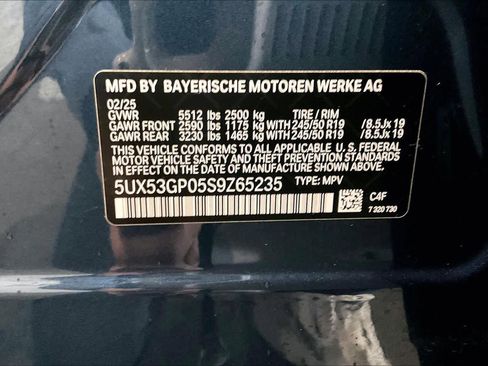 MFD BY BAYERISCHE MOTOREN WERKE AG
02/25
GVWR 5512 lbs 2500 kg TIRE / RIM
GAWR FRONT 2590 lbs 1175 kg WITH 245/50 R19 /8.5Jx 19
GAWR REAR 3230 lbs 1465 kg WITH 245/50 R19 /8.5Jx 19
THIS VEHICLE CONFORMS TO ALL APPLICABLE U. S. FEDERAL
MOTOR VEHICLE SAFETY AND THEFT PREVENTION STANDARDS
IN EFFECT ON THE DATE OF MANUFACTURE SHOWN ABOVE.
5UX53GP05S9Z65235 TYPE: MPV
C4F
7 320 730